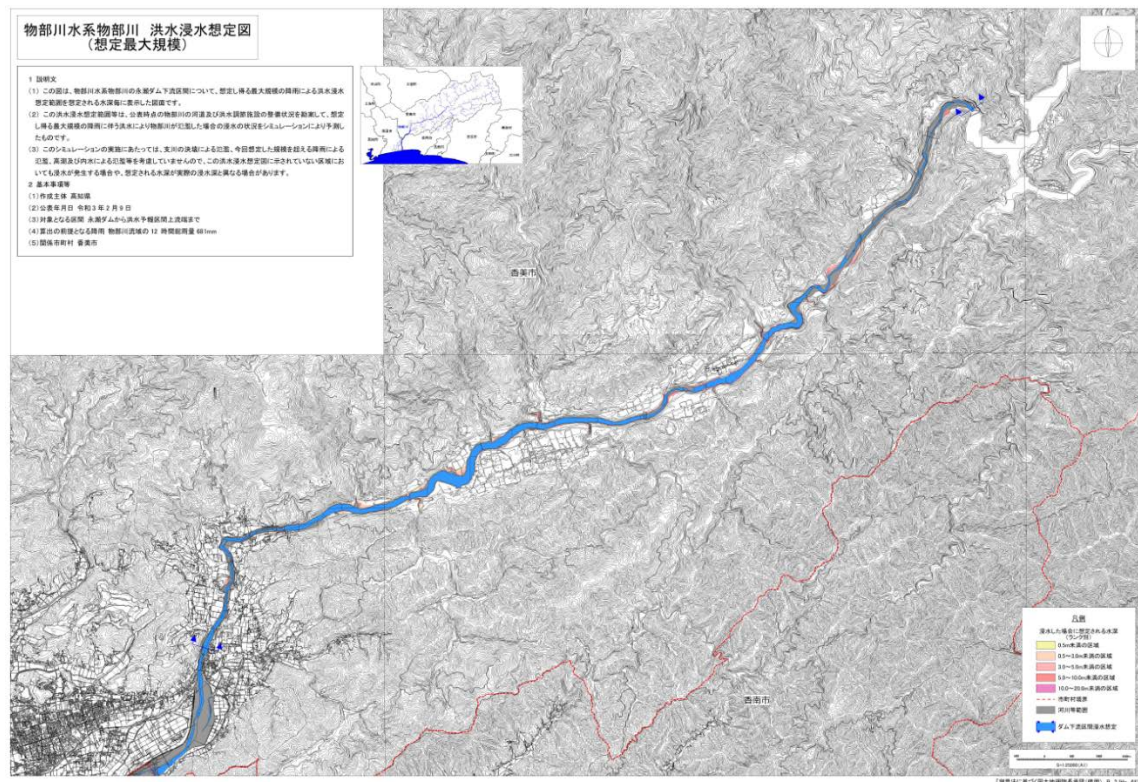 物部川水系物部川 洪水浸水想定図
(想定最大規模)
1 説明文
(1) この図は、物部川水系物部川の永瀬ダム下流区間について、想定し得る最大規模の降雨による洪水浸水
想定範囲を想定される水深毎に表示した図面です。
(2) この洪水浸水想定範囲等は、公表時点の物部川の河道及び洪水調節施設の整備状況を勘案して、想定
し得る最大規模の降雨に伴う洪水により物部川が氾濫した場合の浸水の状況をシミュレーションにより予測し
たものです。
(3) このシミュレーションの実施にあたっては、支川の決壊による氾濫、今回想定した規模を超える降雨による
氾濫、高潮及び内水による氾濫等を考慮していませんので、この洪水浸水想定図に示されていない区域にお
いても浸水が発生する場合や、想定される水深が実際の浸水深と異なる場合があります。
2 基本事項等
(1) 作成主体 高知県
(2) 公表年月日 令和3年2月9日
(3) 対象となる区間 永瀬ダムから洪水予報区間上流端まで
(4) 算出の前提となる降雨 物部川流域の 12 時間総雨量 681mm
(5) 関係市町村 香美市
香美市
香南市
凡例
浸水した場合に想定される水深
(ランク別)
0.5m未満の区域
0.5～3.0m未満の区域
3.0～5.0m未満の区域
5.0～10.0m未満の区域
10.0～20.0m未満の区域
市町村境界
河川等範囲
ダム下流区間浸水想定